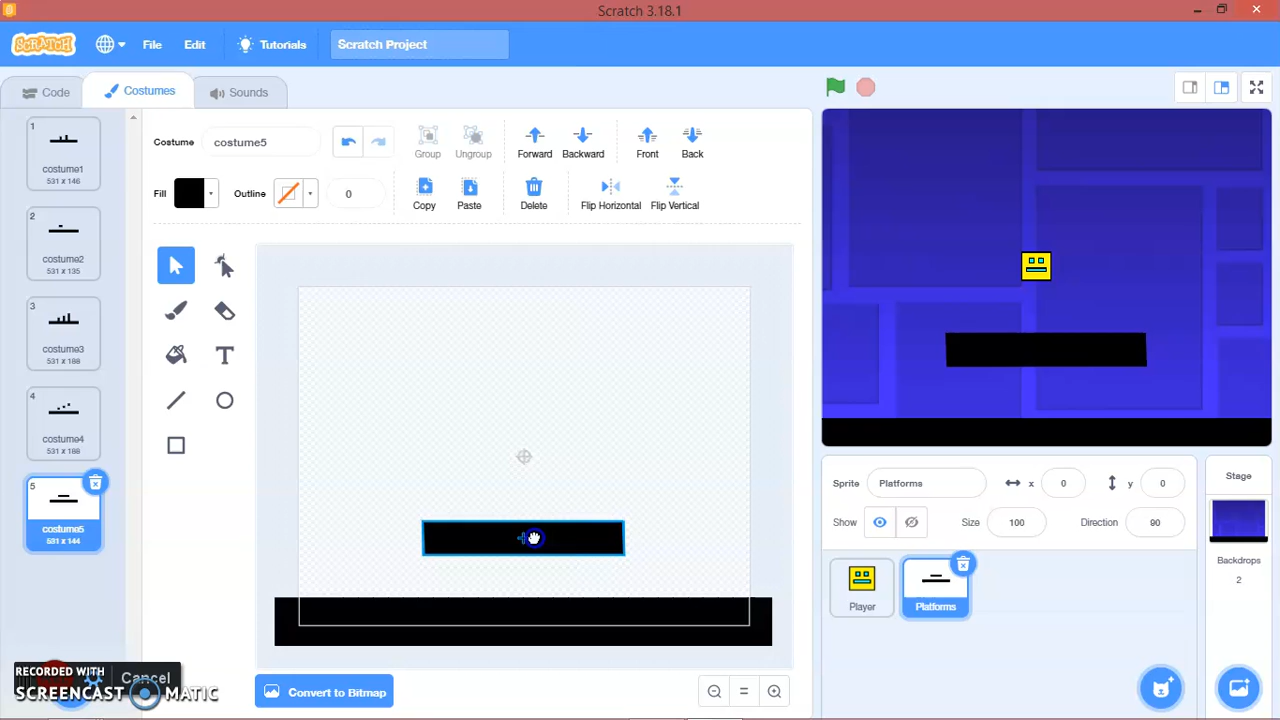 Scratch 3.18.1
SCRATCH File Edit Tutorials Scratch Project
Code Costumes Sounds
1
costume1
531 x 146
2
costume2
531 x 135
3
costume3
531 x 188
4
costume4
531 x 188
5
costume5
531 x 144
Costume costume5 Group Ungroup Forward Backward Front Back
Fill Outline 0 Copy Paste Delete Flip Horizontal Flip Vertical
Convert to Bitmap
Sprite Platforms x 0 y 0
Show Size 100 Direction 90
Player Platforms
Stage
Backdrops
2
RECORDED WITH
SCREENCAST MATIC
Cancel